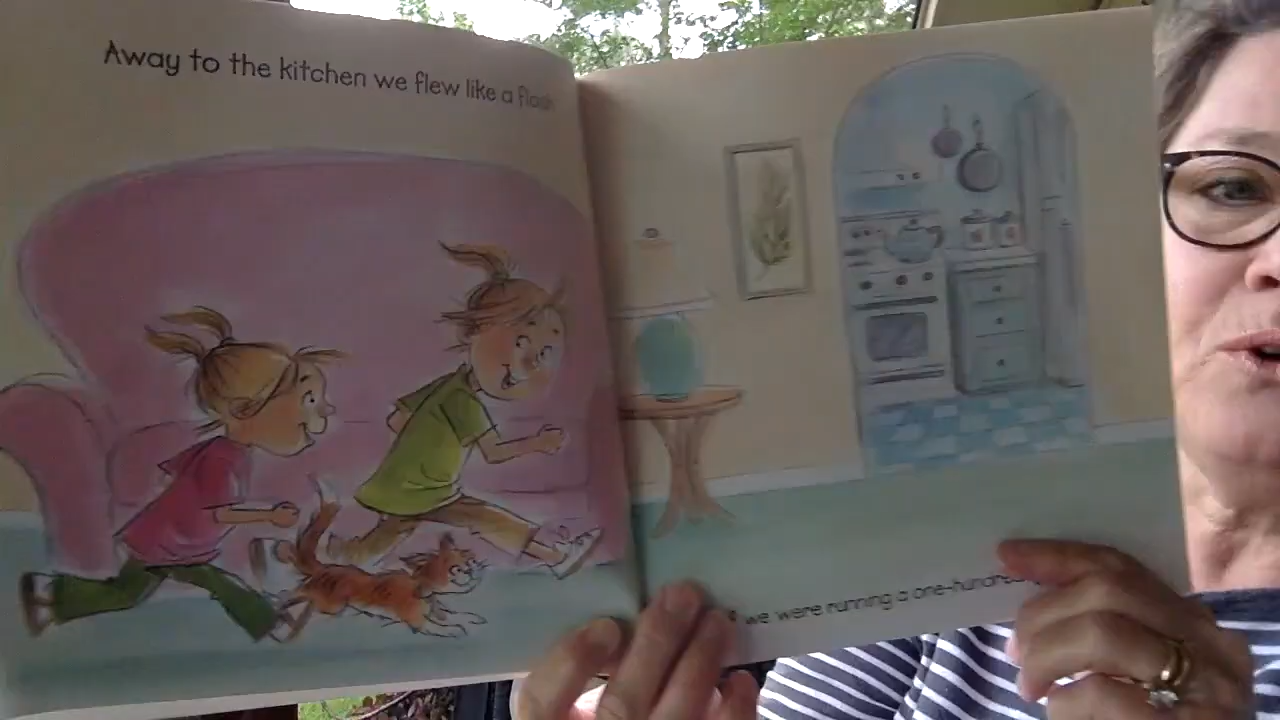 Away to the kitchen we flew like a flash
we were running a one-hundred